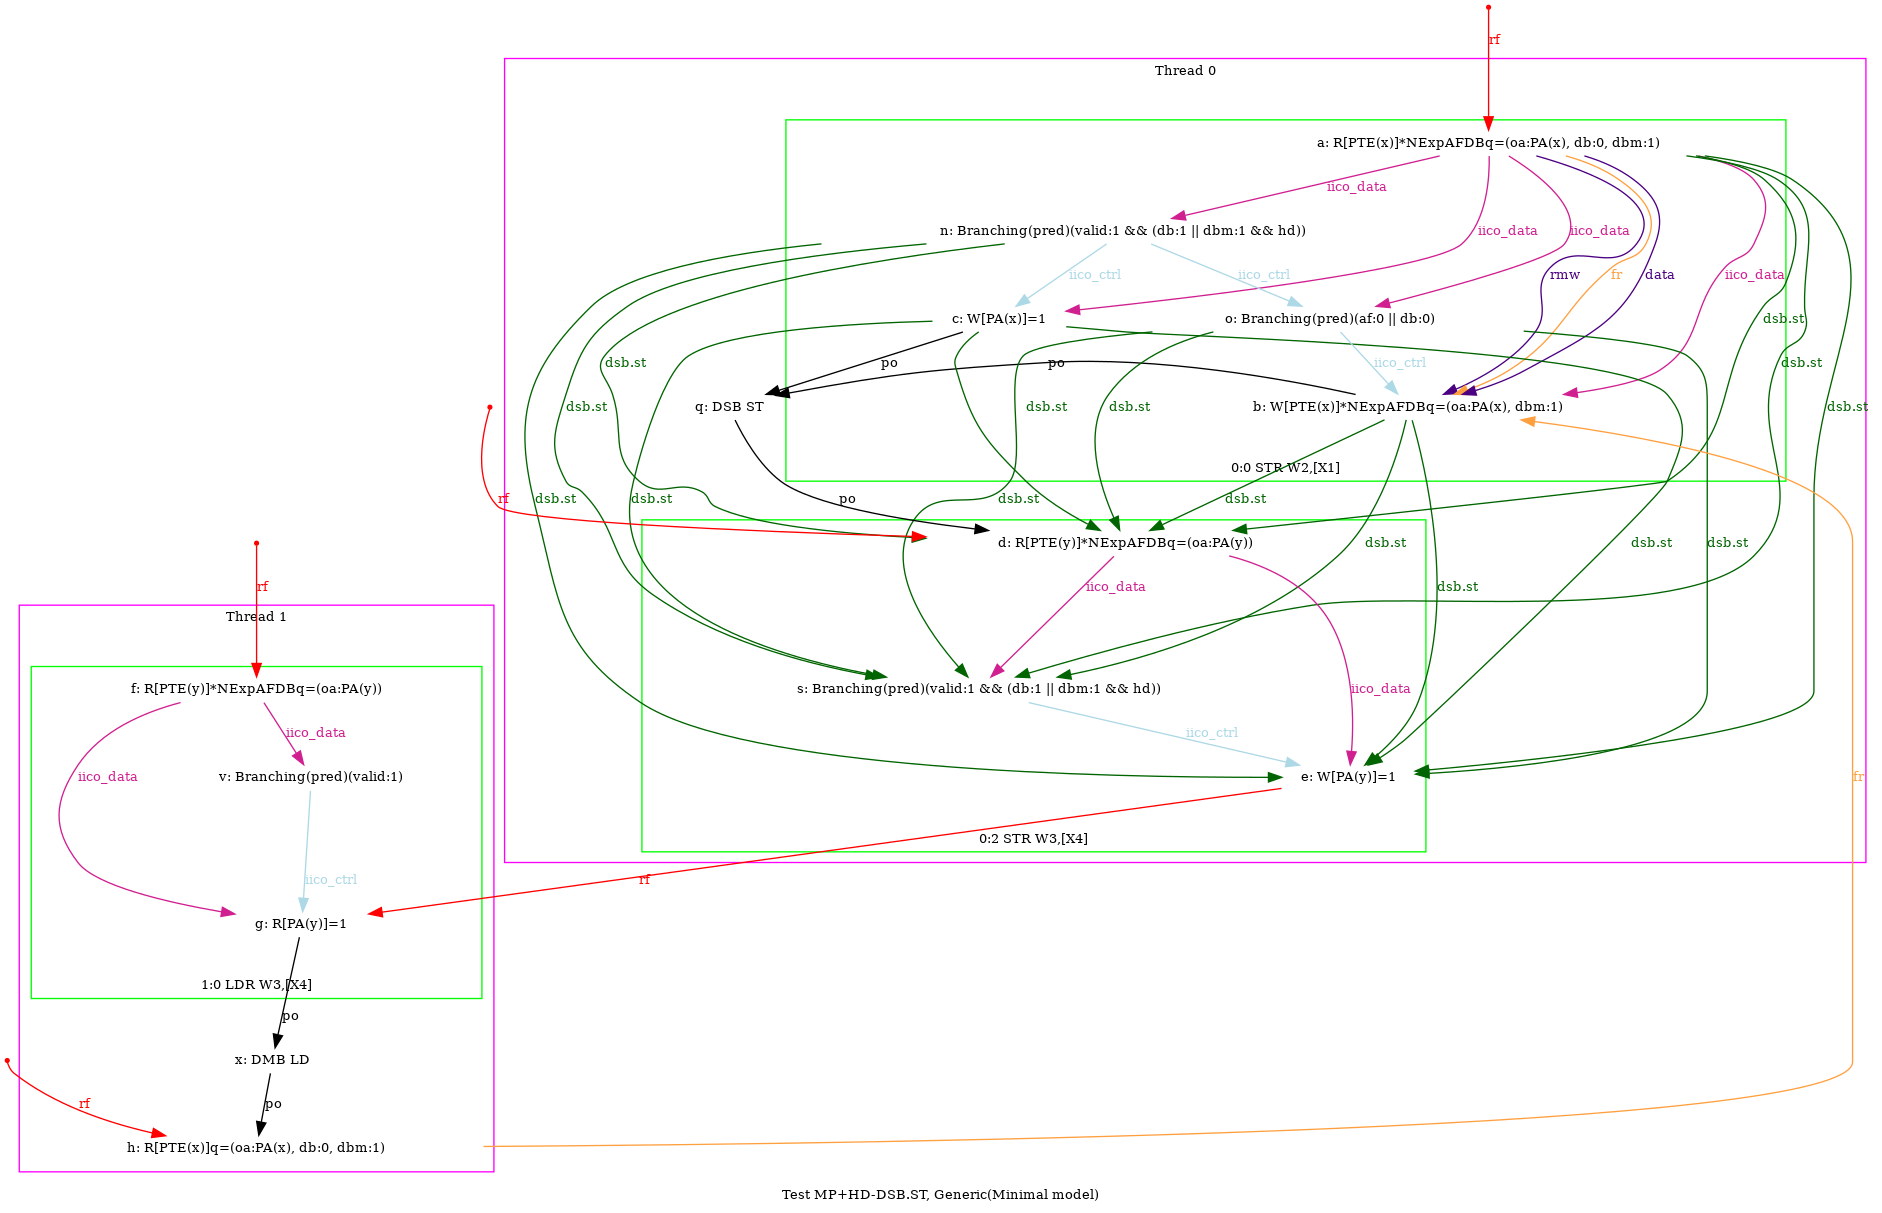 rf
Thread 0
a: R[PTE(x)]*NExpAFDBq=(oa:PA(x), db:0, dbm:1)
iico_data
n: Branching(pred)(valid:1 && (db:1 || dbm:1 && hd))
iico_data
iico_data
iico_ctrl
iico_ctrl
rmw
fr
data
iico_data
c: W[PA(x)]=1
o: Branching(pred)(af:0 || db:0)
dsb.st
dsb.st
po
po
iico_ctrl
dsb.st
dsb.st
q: DSB ST
dsb.st
dsb.st
b: W[PTE(x)]*NExpAFDBq=(oa:PA(x), dbm:1)
dsb.st
0:0 STR W2,[X1]
rf
dsb.st
dsb.st
po
dsb.st
dsb.st
d: R[PTE(y)]*NExpAFDBq=(oa:PA(y))
dsb.st
dsb.st
dsb.st
rf
iico_data
dsb.st
Thread 1
f: R[PTE(y)]*NExpAFDBq=(oa:PA(y))
s: Branching(pred)(valid:1 && (db:1 || dbm:1 && hd))
iico_data
iico_data
iico_ctrl
iico_data
v: Branching(pred)(valid:1)
e: W[PA(y)]=1
fr
0:2 STR W3,[X4]
iico_ctrl
rf
g: R[PA(y)]=1
1:0 LDR W3,[X4]
po
x: DMB LD
rf
po
h: R[PTE(x)]q=(oa:PA(x), db:0, dbm:1)
Test MP+HD-DSB.ST, Generic(Minimal model)